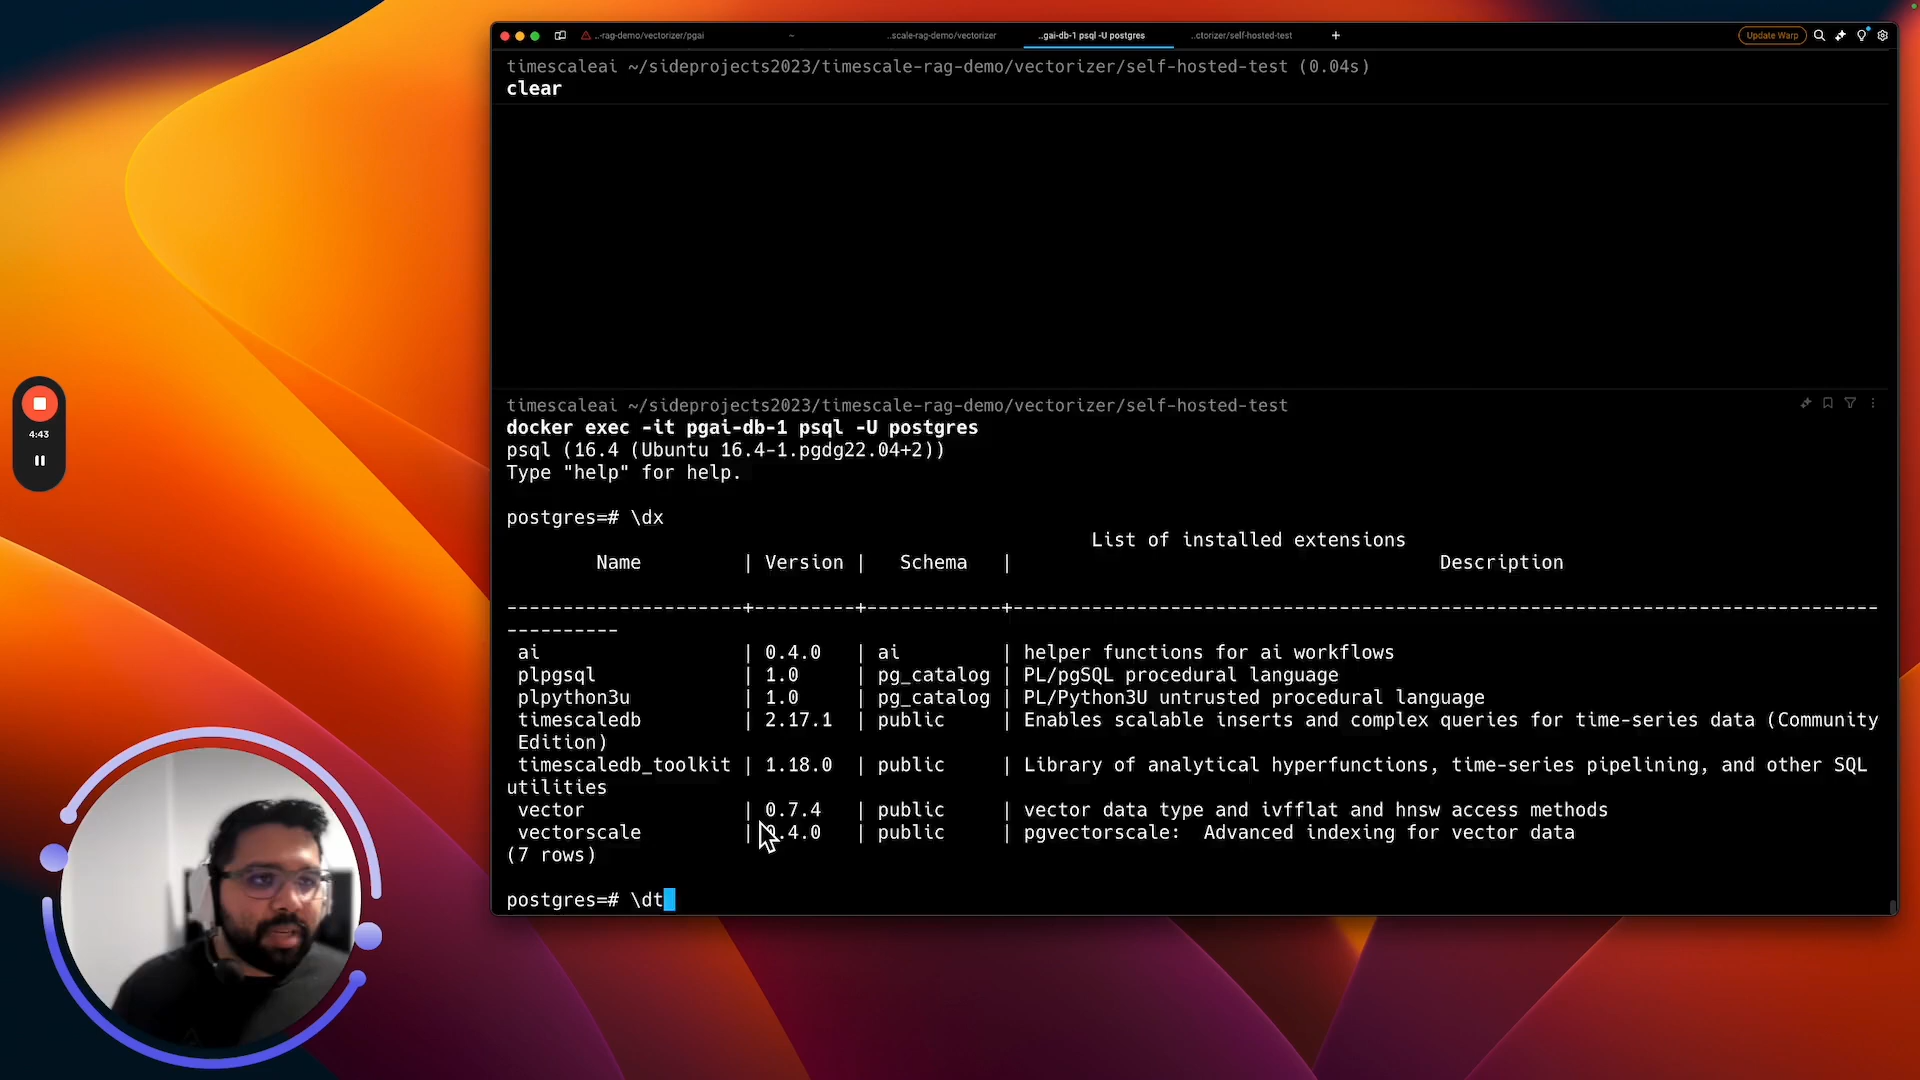 ..-rag-demo/vectorizer/pgai
~
..scale-rag-demo/vectorizer
..gai-db-1 psql -U postgres
..ctorizer/self-hosted-test
+
Update Warp
timescaleai ~/sideprojects2023/timescale-rag-demo/vectorizer/self-hosted-test (0.04s)
clear
timescaleai ~/sideprojects2023/timescale-rag-demo/vectorizer/self-hosted-test
docker exec -it pgai-db-1 psql -U postgres
psql (16.4 (Ubuntu 16.4-1.pgdg22.04+2))
Type "help" for help.
postgres=# \dx
List of installed extensions
Name | Version | Schema | Description
---------------------+---------+------------+-----------------------------------------------------------------------------
----------
ai | 0.4.0 | ai | helper functions for ai workflows
plpgsql | 1.0 | pg_catalog | PL/pgSQL procedural language
plpython3u | 1.0 | pg_catalog | PL/Python3U untrusted procedural language
timescaledb | 2.17.1 | public | Enables scalable inserts and complex queries for time-series data (Community
Edition)
timescaledb_toolkit | 1.18.0 | public | Library of analytical hyperfunctions, time-series pipelining, and other SQL
utilities
vector | 0.7.4 | public | vector data type and ivfflat and hnsw access methods
vectorscale | 0.4.0 | public | pgvectorscale: Advanced indexing for vector data
(7 rows)
postgres=# \dt
4:43